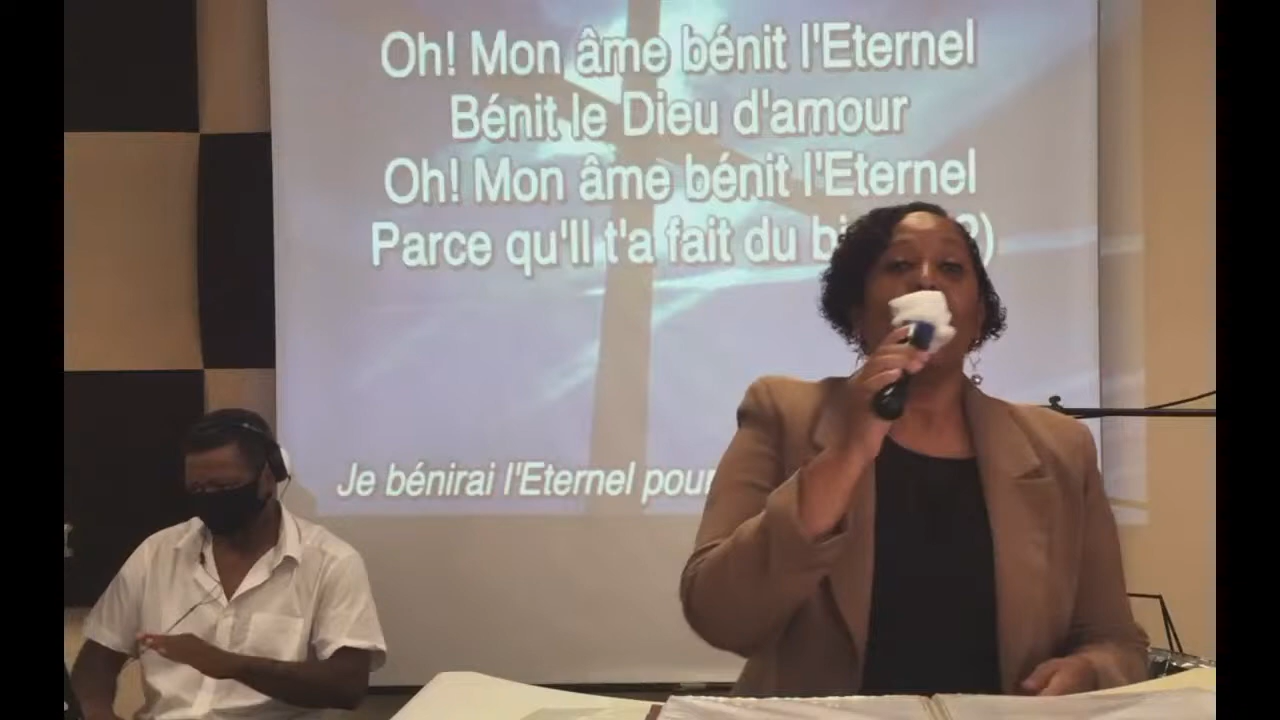 Oh! Mon âme bénit l'Eternel
Bénit le Dieu d'amour
Oh! Mon âme bénit l'Eternel
Parce qu'Il t'a fait du
Je bénirai l'Eternel pour